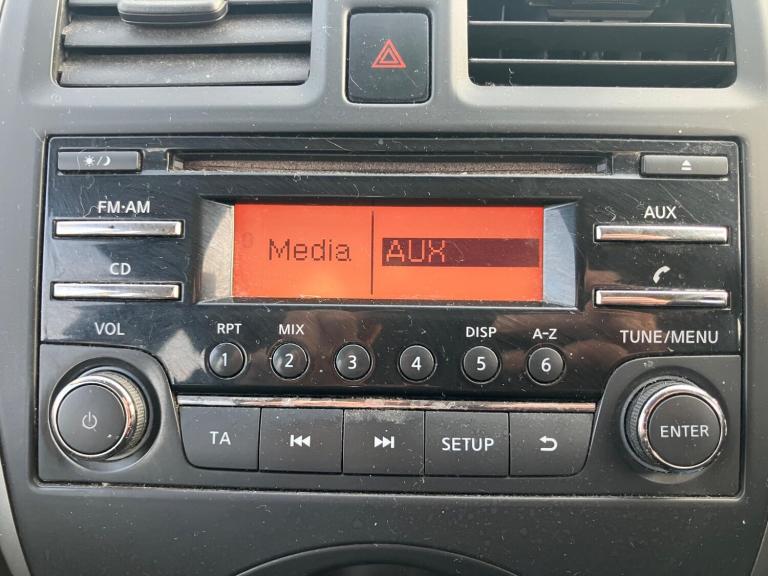 FM·AM
AUX
Media
AUX
CD
VOL
RPT
MIX
DISP
A-Z
TUNE/MENU
1
2
3
4
5
6
TA
SETUP
ENTER